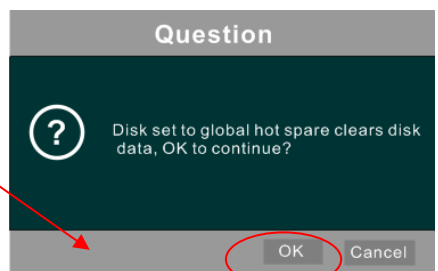 Question
?
Disk set to global hot spare clears disk
data, OK to continue?
OK Cancel